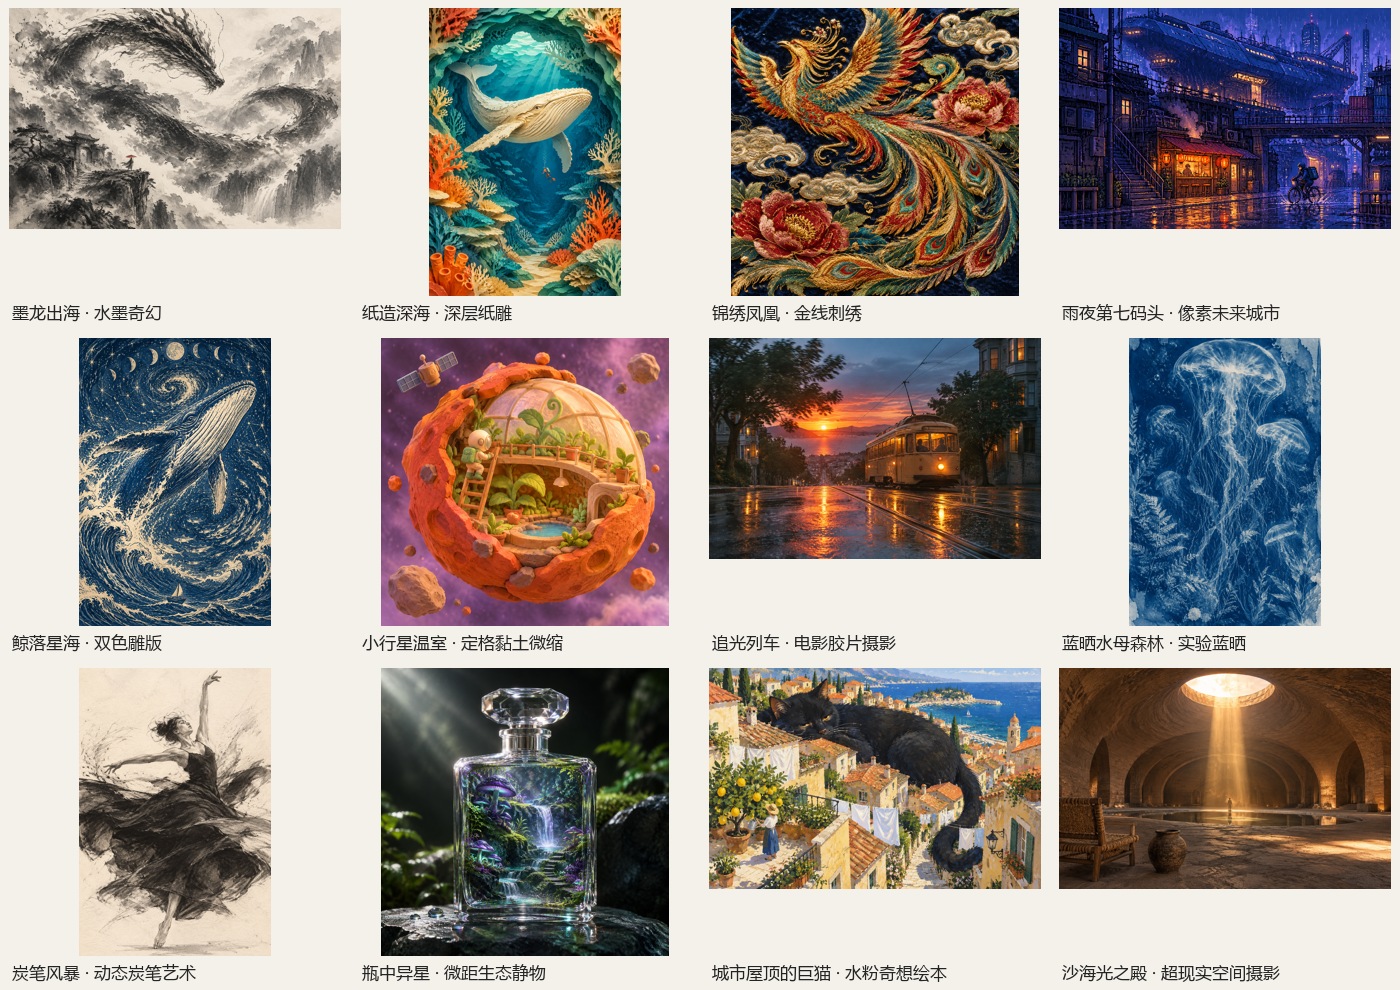 墨龙出海 · 水墨奇幻
纸造深海 · 深层纸雕
锦绣凤凰 · 金线刺绣
雨夜第七码头 · 像素未来城市
鲸落星海 · 双色雕版
小行星温室 · 定格黏土微缩
追光列车 · 电影胶片摄影
蓝晒水母森林 · 实验蓝晒
炭笔风暴 · 动态炭笔艺术
瓶中异星 · 微距生态静物
城市屋顶的巨猫 · 水粉奇想绘本
沙海光之殿 · 超现实空间摄影